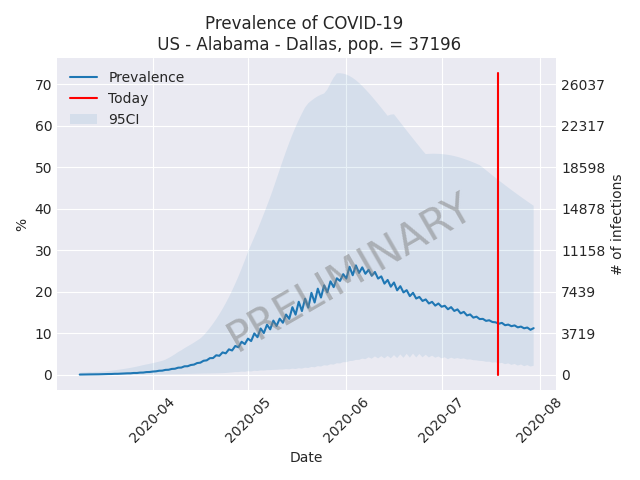 Prevalence of COVID-19
US - Alabama - Dallas, pop. = 37196
Prevalence
Today
95CI
70
60
50
40
30
20
10
0
%
26037
22317
18598
14878
11158
7439
3719
0
# of infections
PRELIMINARY
2020-04
2020-05
2020-06
2020-07
2020-08
Date